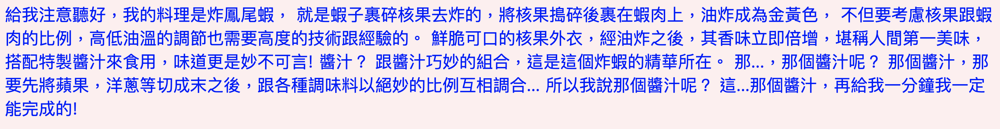 給我注意聽好，我的料理是炸鳳尾蝦， 就是蝦子裹碎核果去炸的，將核果搗碎後裹在蝦肉上，油炸成為金黃色， 不但要考慮核果跟蝦
肉的比例，高低油溫的調節也需要高度的技術跟經驗的。 鮮脆可口的核果外衣，經油炸之後，其香味立即倍增，堪稱人間第一美味，
搭配特製醬汁來食用，味道更是妙不可言! 醬汁？ 跟醬汁巧妙的組合，這是這個炸蝦的精華所在。 那...，那個醬汁呢？ 那個醬汁，那
要先將蘋果，洋蔥等切成末之後，跟各種調味料以絕妙的比例互相調合... 所以我說那個醬汁呢？ 這...那個醬汁，再給我一分鐘我一定
能完成的!